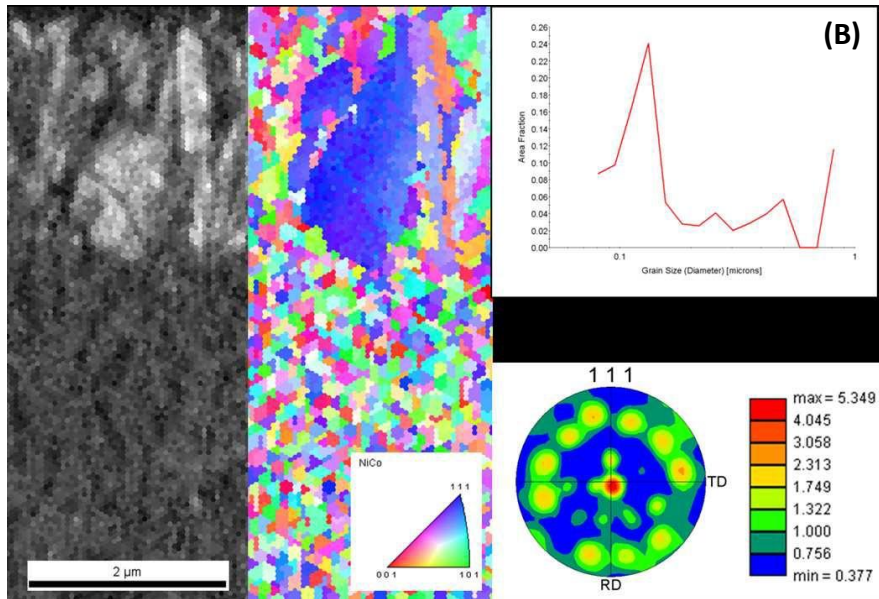 (B)
0.26
0.24
0.22
0.20
0.18
0.16
0.14
0.12
0.10
0.08
0.06
0.04
0.02
0.00
Area Fraction
0.1
1
Grain Size (Diameter) [microns]
2 µm
NiCo
1 1 1
0 0 1
1 0 1
1 1 1
TD
RD
max = 5.349
4.045
3.058
2.313
1.749
1.322
1.000
0.756
min = 0.377